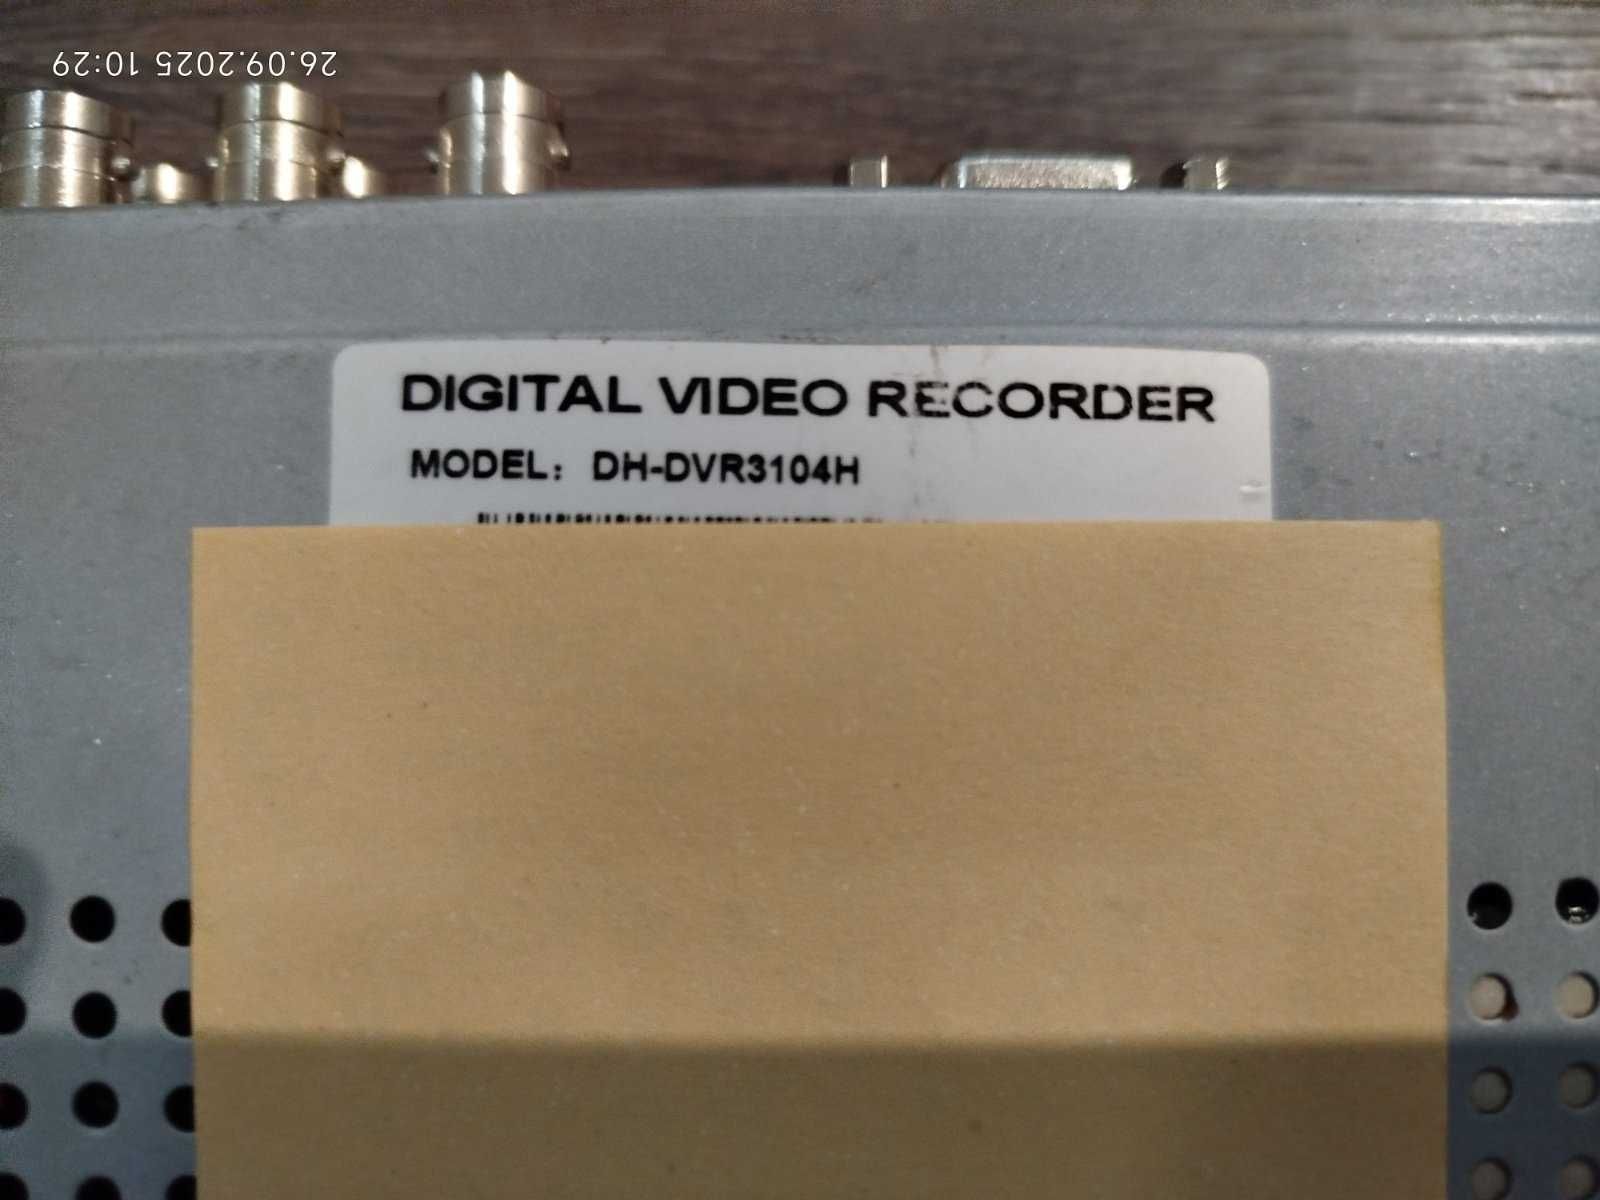 26.09.2025 10:29
DIGITAL VIDEO RECORDER
MODEL: DH-DVR3104H